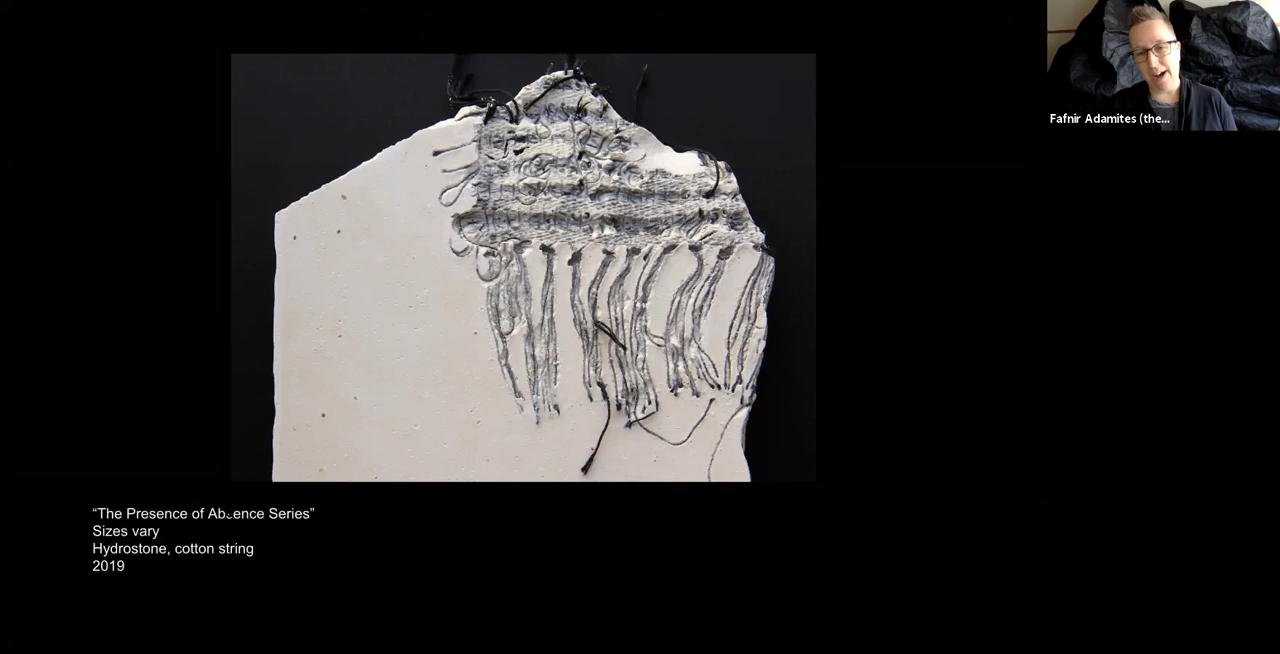 Fafnir Adamites (the...
“The Presence of Absence Series”
Sizes vary
Hydrostone, cotton string
2019